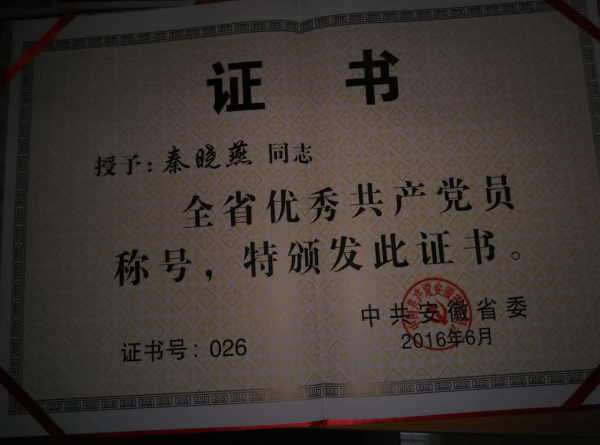 证 书
授予：秦晓燕 同志
全省优秀共产党员
称号，特颁发此证书。
中共安徽省委
2016年6月
证书号：026